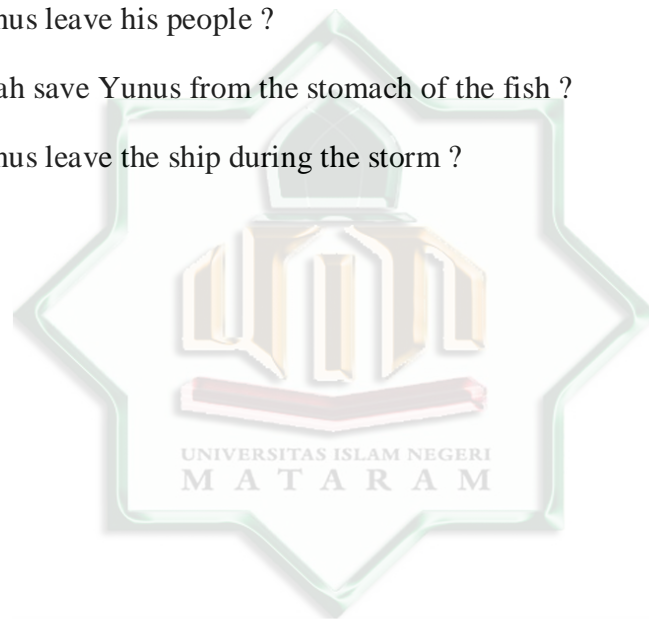 nus leave his people ?
ah save Yunus from the stomach of the fish ?
nus leave the ship during the storm ?
UNIVERSITAS ISLAM NEGERI
MATARAM